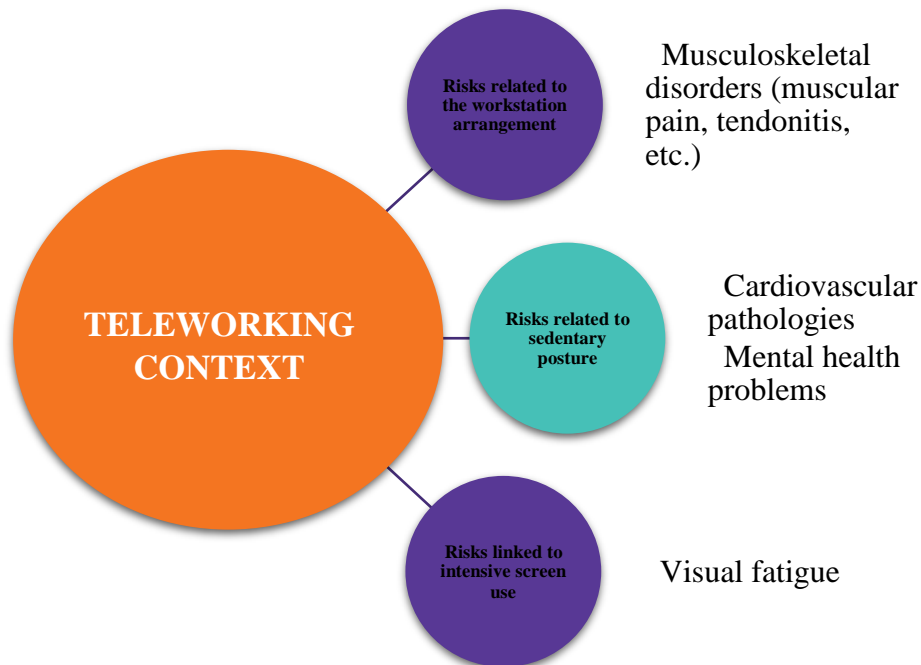 Risks related to
the workstation
arrangement
Musculoskeletal
disorders (muscular
pain, tendonitis,
etc.)
TELEWORKING
CONTEXT
Risks related to
sedentary
posture
Cardiovascular
pathologies
Mental health
problems
Risks linked to
intensive screen
use
Visual fatigue